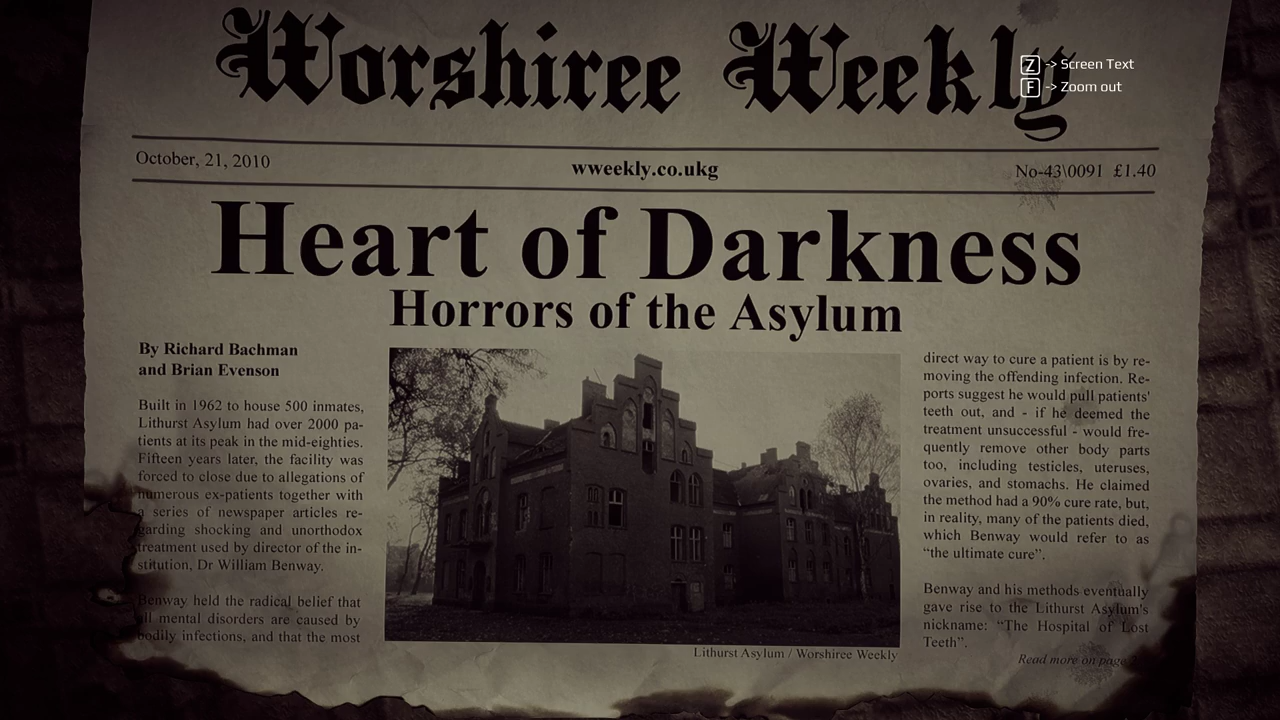 Worshiree Weekly
Z -> Screen Text
F -> Zoom out
October, 21, 2010
wweekly.co.ukg
No-43\0091 £1.40
Heart of Darkness
Horrors of the Asylum
By Richard Bachman
and Brian Evenson
Built in 1962 to house 500 inmates,
Lithurst Asylum had over 2000 pa-
tients at its peak in the mid-eighties.
Fifteen years later, the facility was
forced to close due to allegations of
numerous ex-patients together with
a series of newspaper articles re-
garding shocking and unorthodox
treatment used by director of the in-
stitution, Dr William Benway.
Benway held the radical belief that
all mental disorders are caused by
bodily infections, and that the most
Lithurst Asylum / Worshiree Weekly
direct way to cure a patient is by re-
moving the offending infection. Re-
ports suggest he would pull patients'
teeth out, and - if he deemed the
treatment unsuccessful - would fre-
quently remove other body parts
too, including testicles, uteruses,
ovaries, and stomachs. He claimed
the method had a 90% cure rate, but,
in reality, many of the patients died,
which Benway would refer to as
“the ultimate cure”.
Benway and his methods eventually
gave rise to the Lithurst Asylum's
nickname: “The Hospital of Lost
Teeth”.
Read more on page